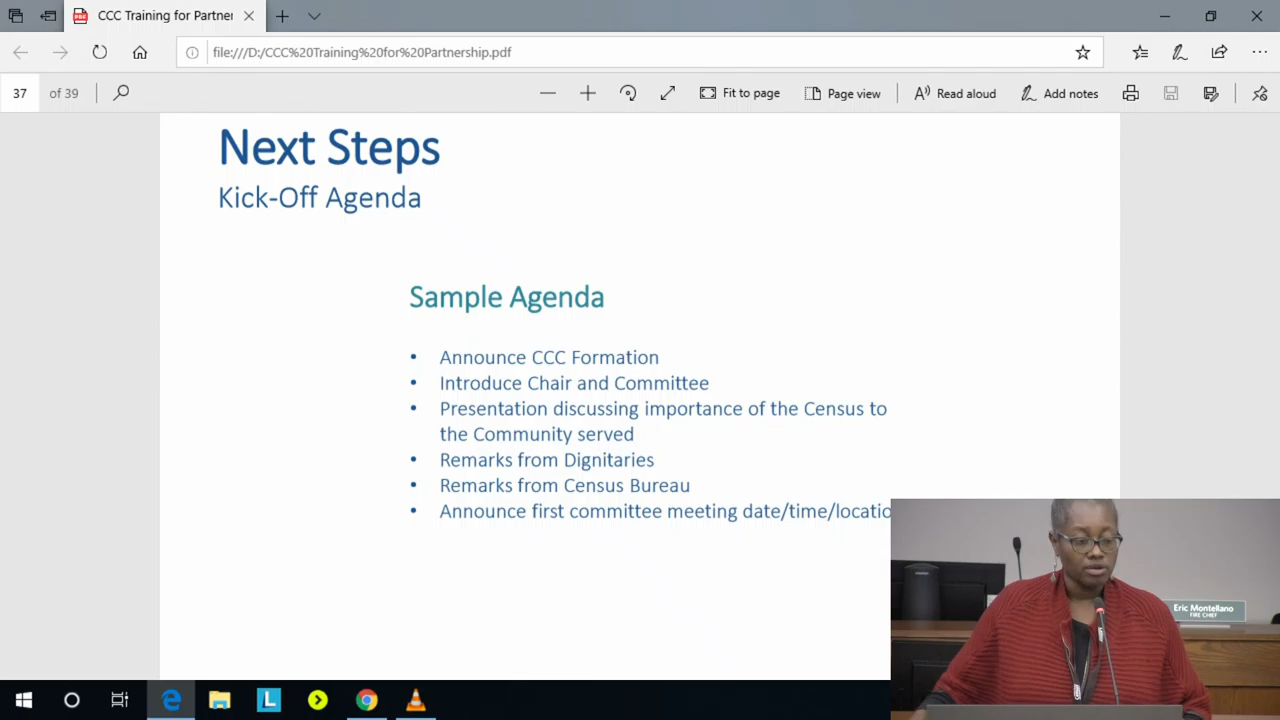 CCC Training for Partner
file:///D:/CCC%20Training%20for%20Partnership.pdf
37 of 39
Fit to page
Page view
Read aloud
Add notes
Next Steps
Kick-Off Agenda
Sample Agenda
• Announce CCC Formation
• Introduce Chair and Committee
• Presentation discussing importance of the Census to
the Community served
• Remarks from Dignitaries
• Remarks from Census Bureau
• Announce first committee meeting date/time/locatio
Eric Montellano
FIRE CHIEF